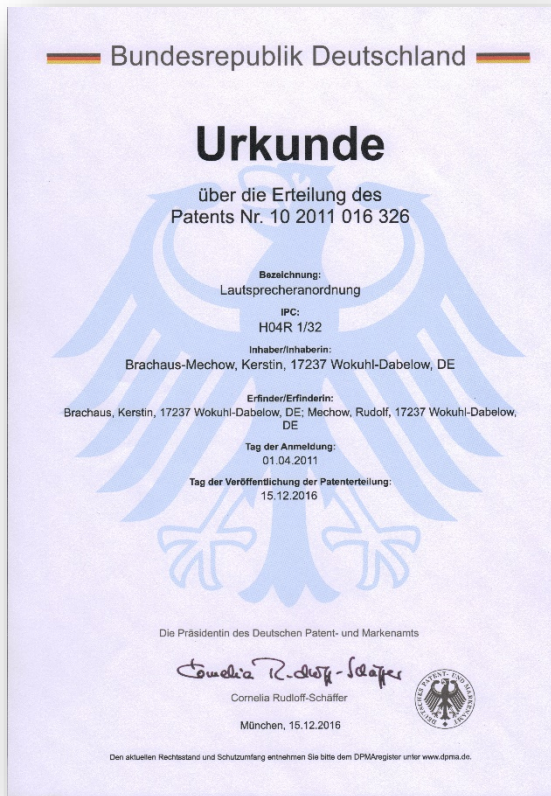 Bundesrepublik Deutschland
Urkunde
über die Erteilung des
Patents Nr. 10 2011 016 326
Bezeichnung:
Lautsprecheranordnung
IPC:
H04R 1/32
Inhaber/Inhaberin:
Brachaus-Mechow, Kerstin, 17237 Wokuhl-Dabelow, DE
Erfinder/Erfinderin:
Brachaus, Kerstin, 17237 Wokuhl-Dabelow, DE; Mechow, Rudolf, 17237 Wokuhl-Dabelow,
DE
Tag der Anmeldung:
01.04.2011
Tag der Veröffentlichung der Patenterteilung:
15.12.2016
Die Präsidentin des Deutschen Patent- und Markenamts
Cornelia Rudloff-Schäffer
Cornelia Rudloff-Schäffer
DEUTSCHES PATENT- UND MARKENAMT
München, 15.12.2016
Den aktuellen Rechtsstand und Schutzumfang entnehmen Sie bitte dem DPMAregister unter www.dpma.de.